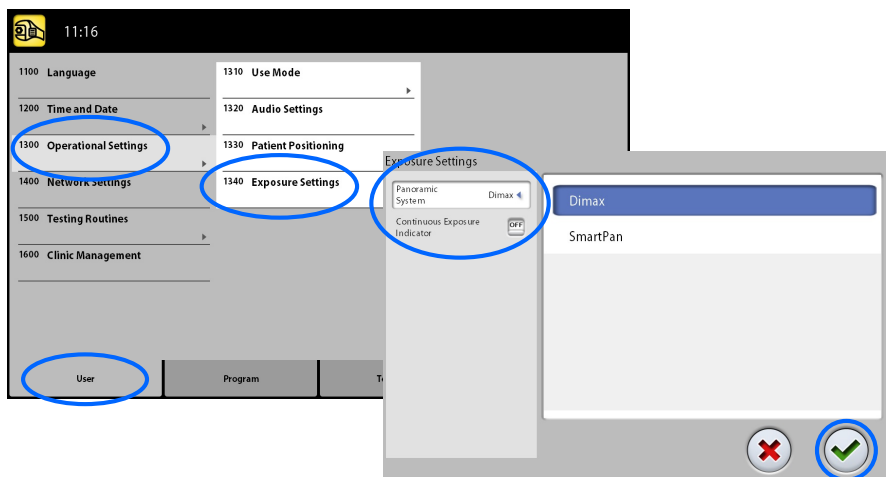 11:16
1100 Language
1200 Time and Date
1300 Operational Settings
1400 Network Settings
1500 Testing Routines
1600 Clinic Management
1310 Use Mode
1320 Audio Settings
1330 Patient Positioning
1340 Exposure Settings
User
Program
Exposure Settings
Panoramic
System
Dimax
Continuous Exposure
Indicator
OFF
Dimax
SmartPan